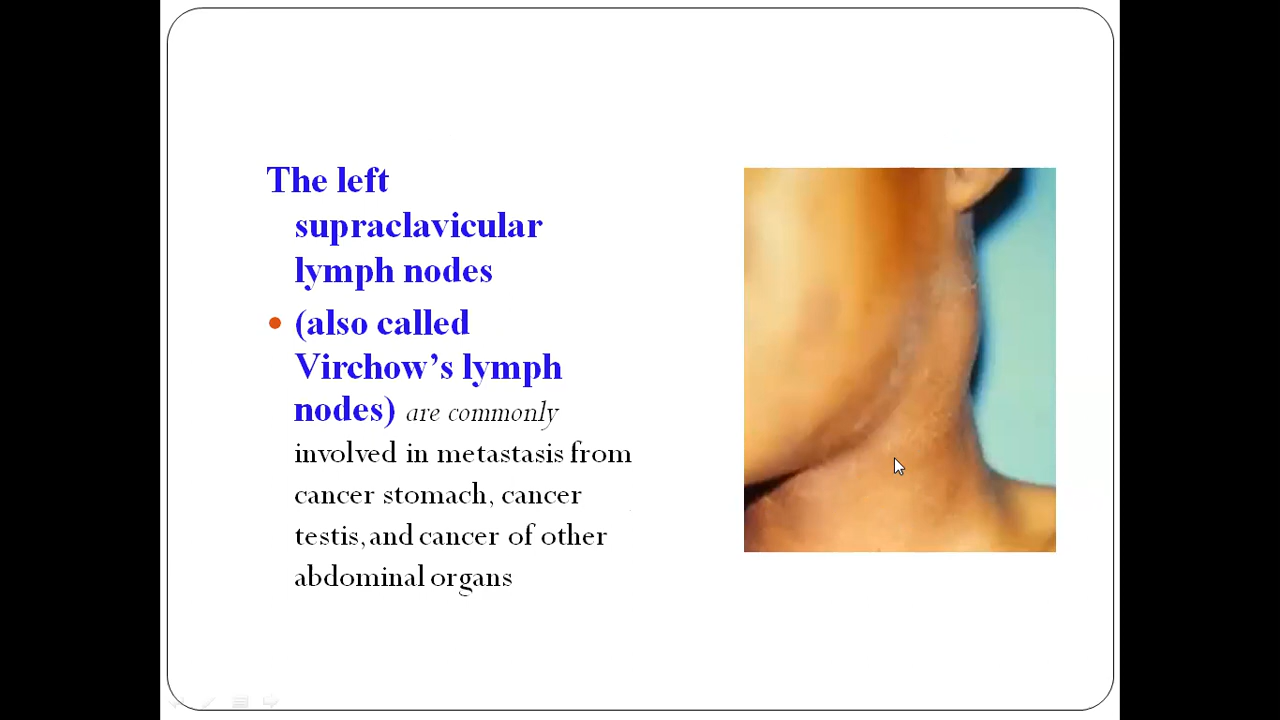 The left
supraclavicular
lymph nodes
(also called
Virchow’s lymph
nodes) are commonly
involved in metastasis from
cancer stomach, cancer
testis, and cancer of other
abdominal organs